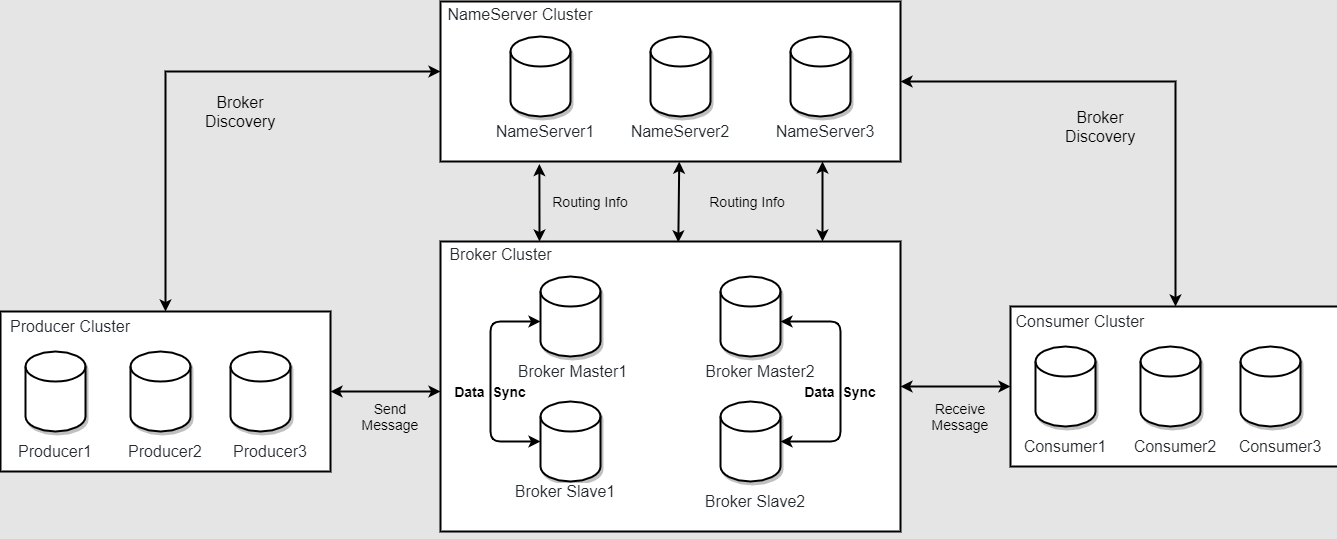 NameServer Cluster
NameServer1
NameServer2
NameServer3
Broker
Discovery
Broker
Discovery
Routing Info
Routing Info
Broker Cluster
Broker Master1
Broker Master2
Data Sync
Data Sync
Broker Slave1
Broker Slave2
Producer Cluster
Producer1
Producer2
Producer3
Send
Message
Consumer Cluster
Consumer1
Consumer2
Consumer3
Receive
Message